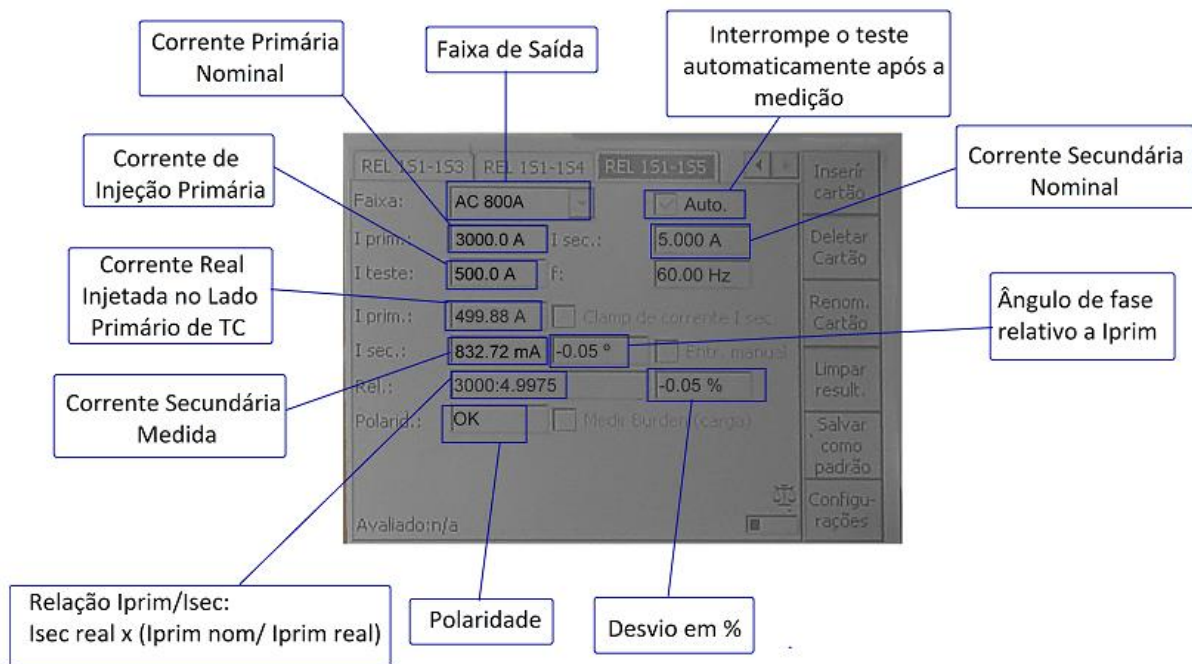 Corrente Primária
Nominal
Faixa de Saída
Interrompe o teste
automaticamente após a
medição
Corrente de
Injeção Primária
Corrente Secundária
Nominal
Corrente Real
Injetada no Lado
Primário de TC
Ângulo de fase
relativo a Iprim
Corrente Secundária
Medida
REL 1S1-1S3 REL 1S1-1S4 REL 1S1-1S5
Faixa: AC 800A Auto.
I prim.: 3000.0 A I sec.: 5.000 A
I teste: 500.0 A f: 60.00 Hz
I prim.: 499.88 A Clamp de corrente I sec
I sec.: 832.72 mA -0.05 º Entr. manual
Rel.: 3000:4.9975 -0.05 %
Polarid.: OK Medir Burden (carga)
Avaliado:n/a
Inserir
cartão
Deletar
Cartão
Renom.
Cartão
Limpar
result.
Salvar
como
padrão
Configu-
rações
Relação Iprim/Isec:
Isec real x (Iprim nom/ Iprim real)
Polaridade
Desvio em %